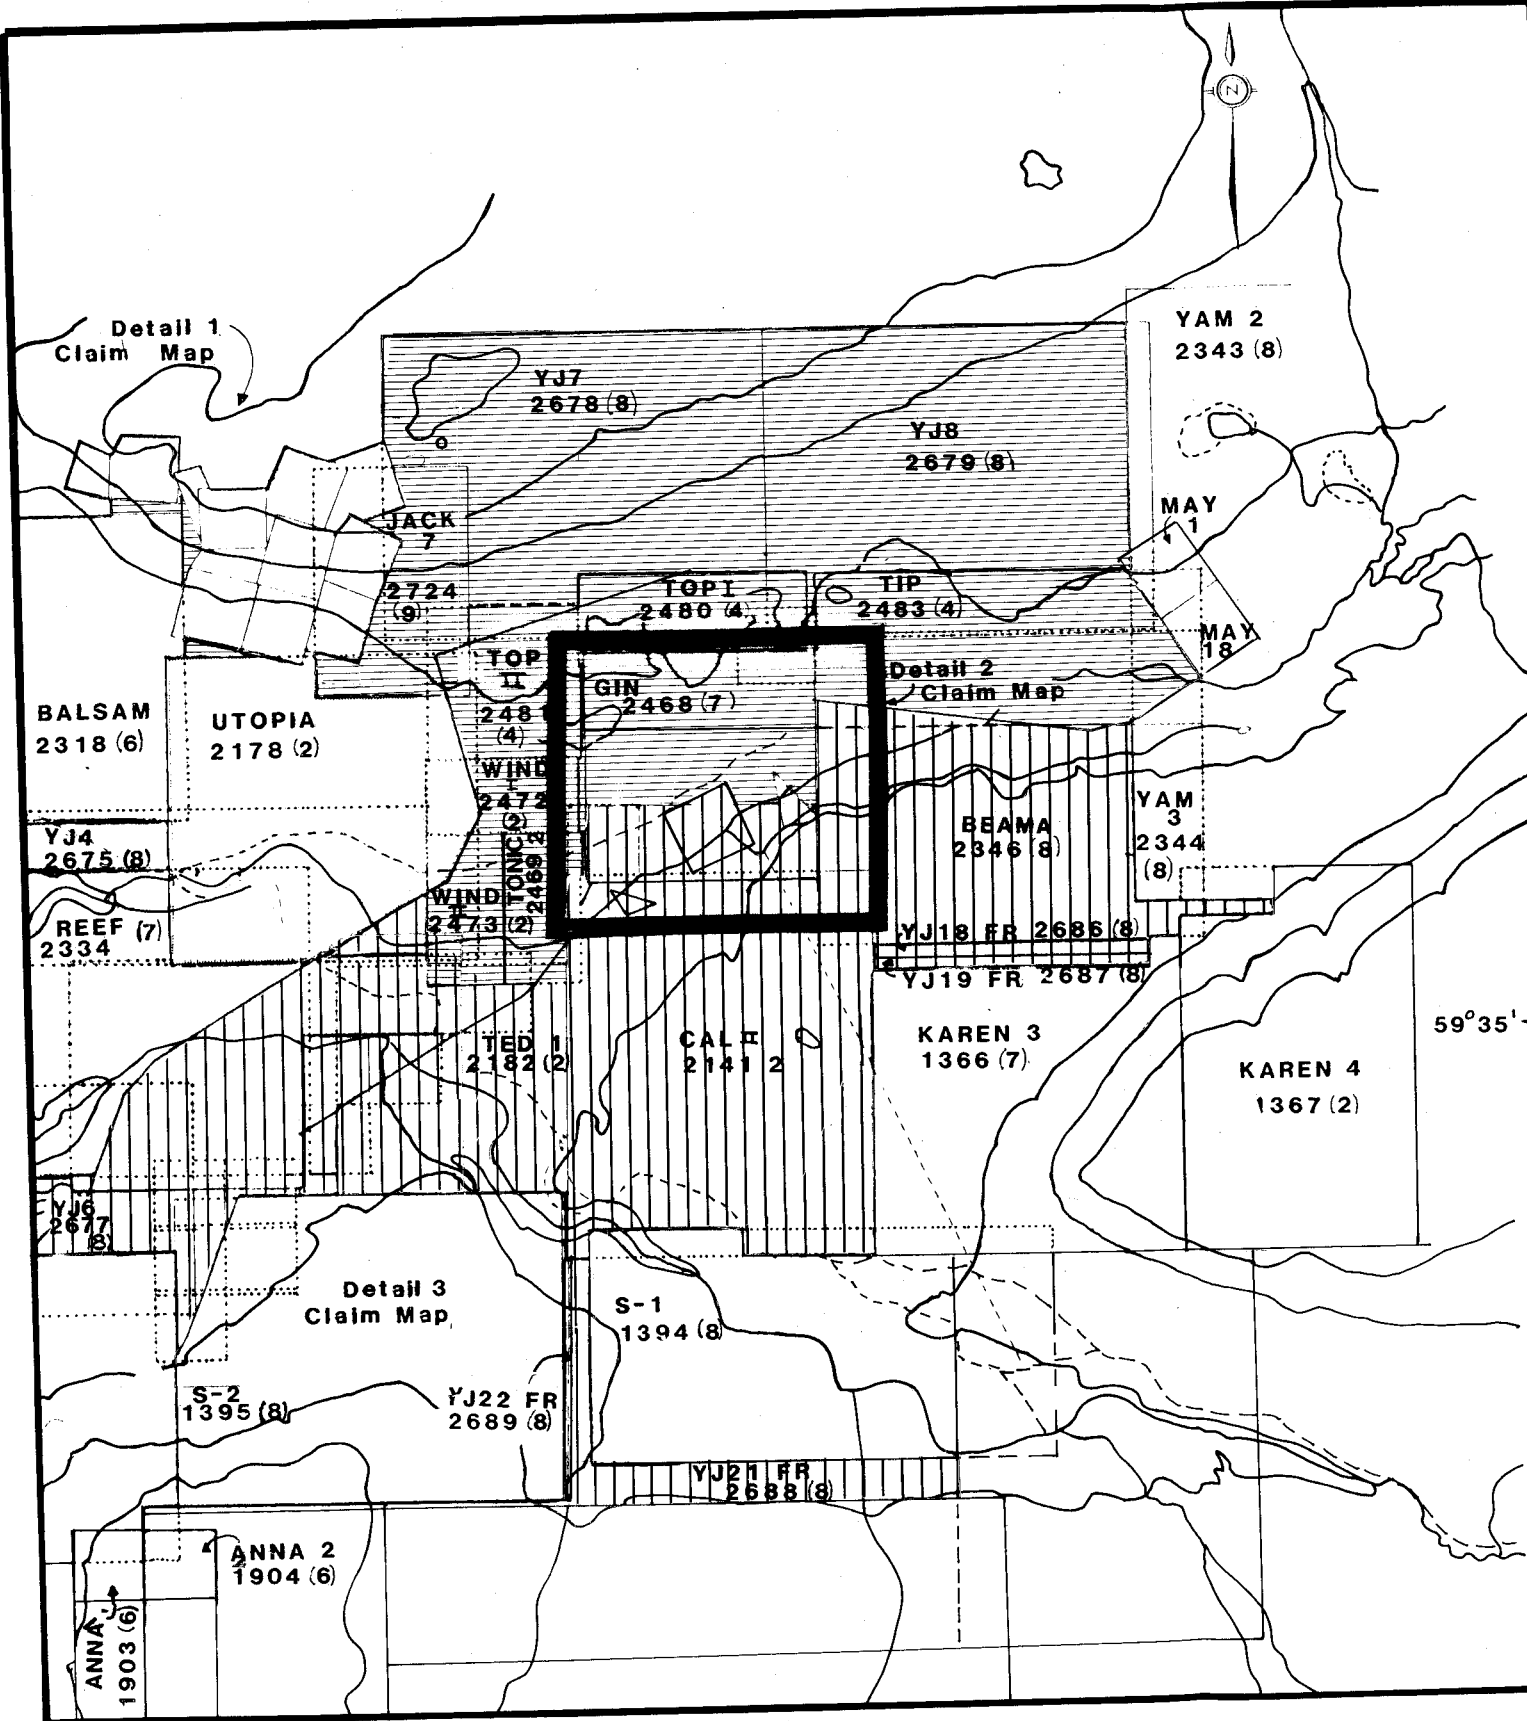 N
Detail 1
Claim Map
YAM 2
2343 (8)
YJ7
2678 (8)
YJ8
2679 (8)
MAY
1
JACK
7
2724
(9)
TOP I
2480 (4)
TIP
2483 (4)
MAY
18
TOP
II
2481
(4)
GIN
2468 (7)
Detail 2
Claim Map
BALSAM
2318 (6)
UTOPIA
2178 (2)
WIND
I
2472
(2)
TONIC
2469 2
YJ4
2675 (8)
BEAMA
2346 (8)
YAM
3
2344
(8)
WIND
II
2473 (2)
REEF (7)
2334
YJ18 FR 2686 (8)
YJ19 FR 2687 (8)
TED 1
2182 (2)
CAL II
2141 2
KAREN 3
1366 (7)
59°35'
KAREN 4
1367 (2)
YJ6
2677
(8)
Detail 3
Claim Map
S-1
1394 (8)
S-2
1395 (8)
YJ22 FR
2689 (8)
YJ21 FR
2688 (8)
ANNA 2
1904 (6)
ANNA
1903 (6)